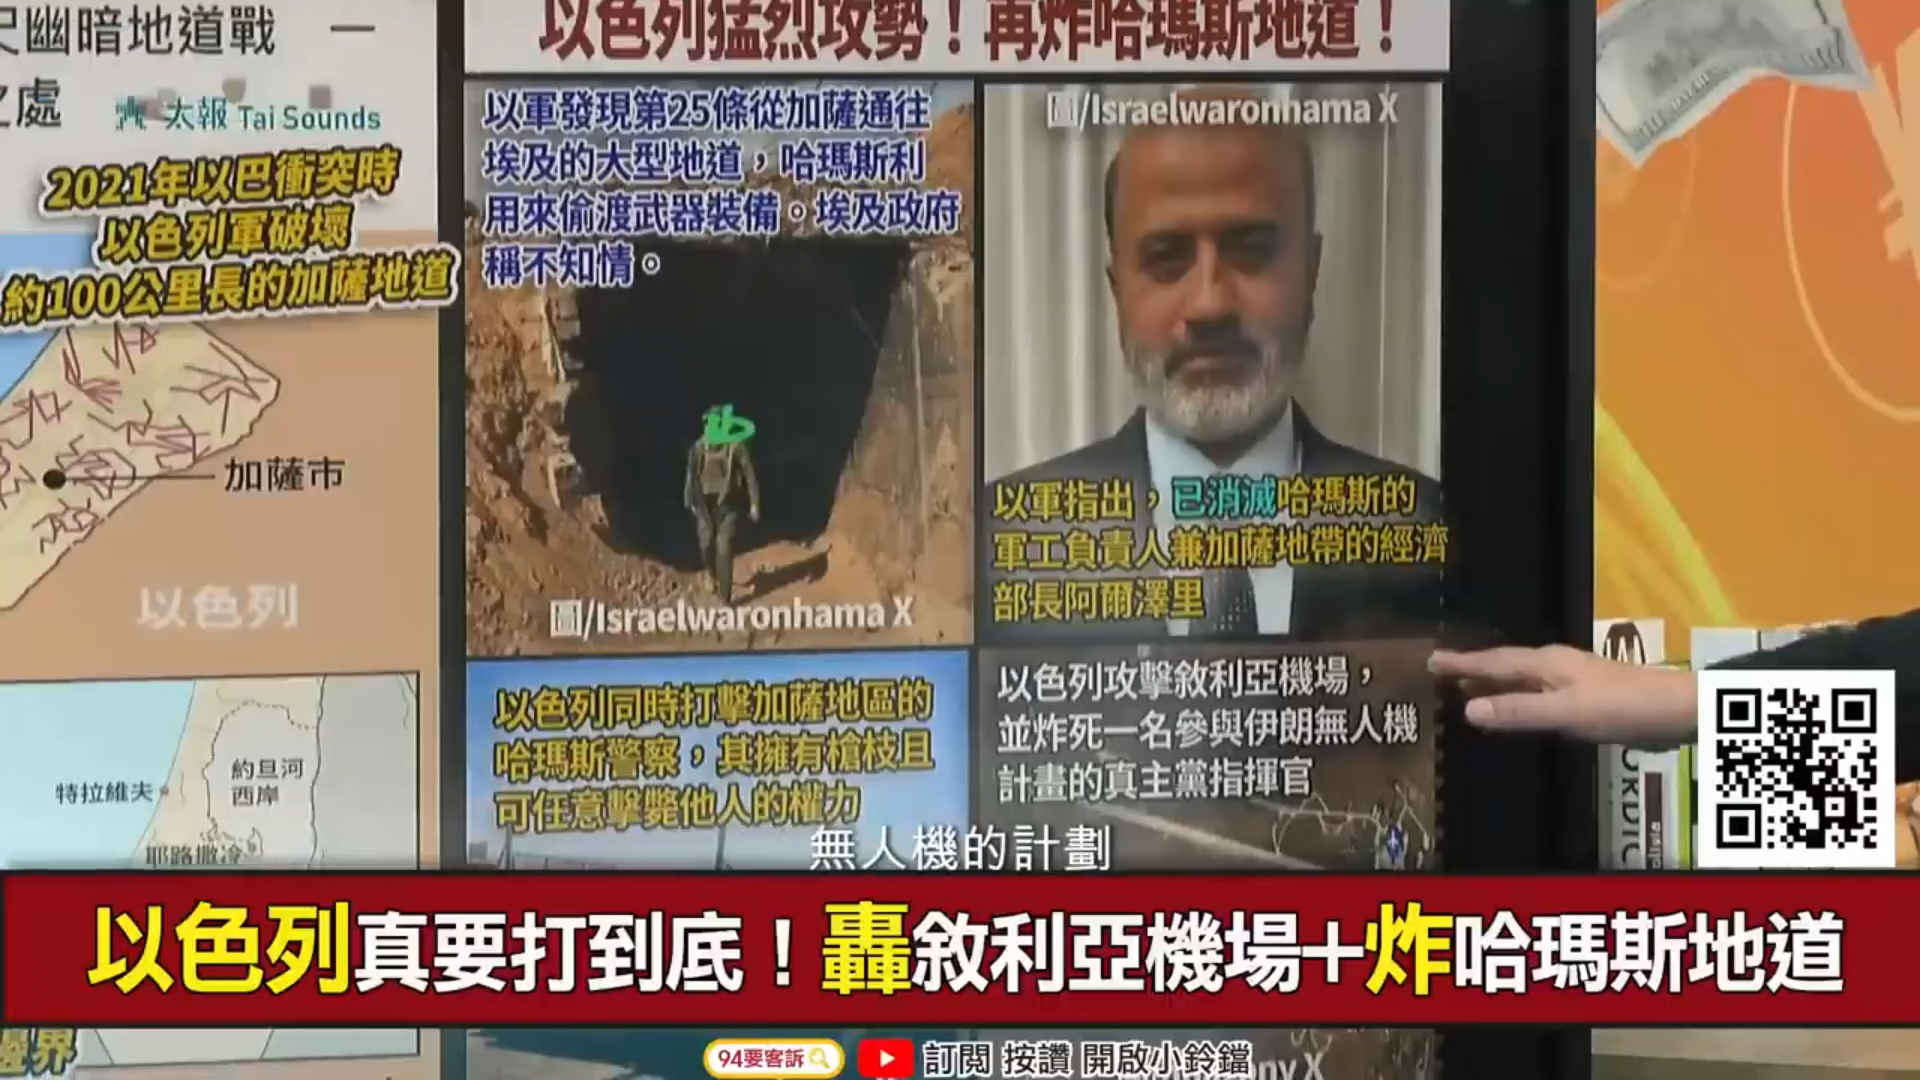 幽暗地道戰
處
太報 Tai Sounds
2021年以巴衝突時
以色列軍破壞
約100公里長的加薩地道
加薩市
以色列
特拉維夫
約旦河
西岸
耶路撒冷
邊界
以色列猛烈攻勢！再炸哈瑪斯地道！
以軍發現第25條從加薩通往
埃及的大型地道，哈瑪斯利
用來偷渡武器裝備。埃及政府
稱不知情。
圖/Israelwaronhama X
圖/Israelwaronhama X
以軍指出，已消滅哈瑪斯的
軍工負責人兼加薩地帶的經濟
部長阿爾澤里
以色列同時打擊加薩地區的
哈瑪斯警察，其擁有槍枝且
可任意擊斃他人的權力
以色列攻擊敘利亞機場，
並炸死一名參與伊朗無人機
計畫的真主黨指揮官
無人機的計劃
以色列真要打到底！轟敘利亞機場+炸哈瑪斯地道
94要客訴
訂閱 按讚 開啟小鈴鐺